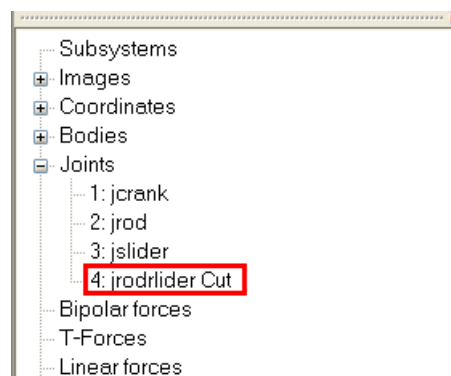 Subsystems
Images
Coordinates
Bodies
Joints
1: jcrank
2: jrod
3: jslider
4: jrodrlider Cut
Bipolar forces
T-Forces
Linear forces